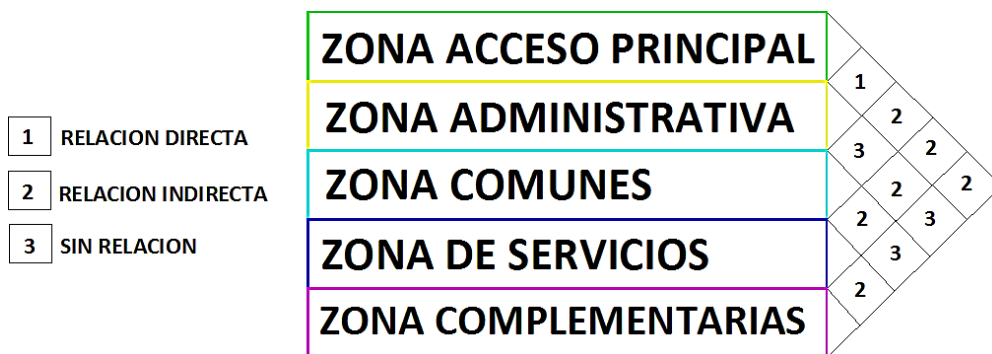 ZONA ACCESO PRINCIPAL
ZONA ADMINISTRATIVA
ZONA COMUNES
ZONA DE SERVICIOS
ZONA COMPLEMENTARIAS
1 RELACION DIRECTA
2 RELACION INDIRECTA
3 SIN RELACION
1
2
3 2
2 2
2 3
3
2